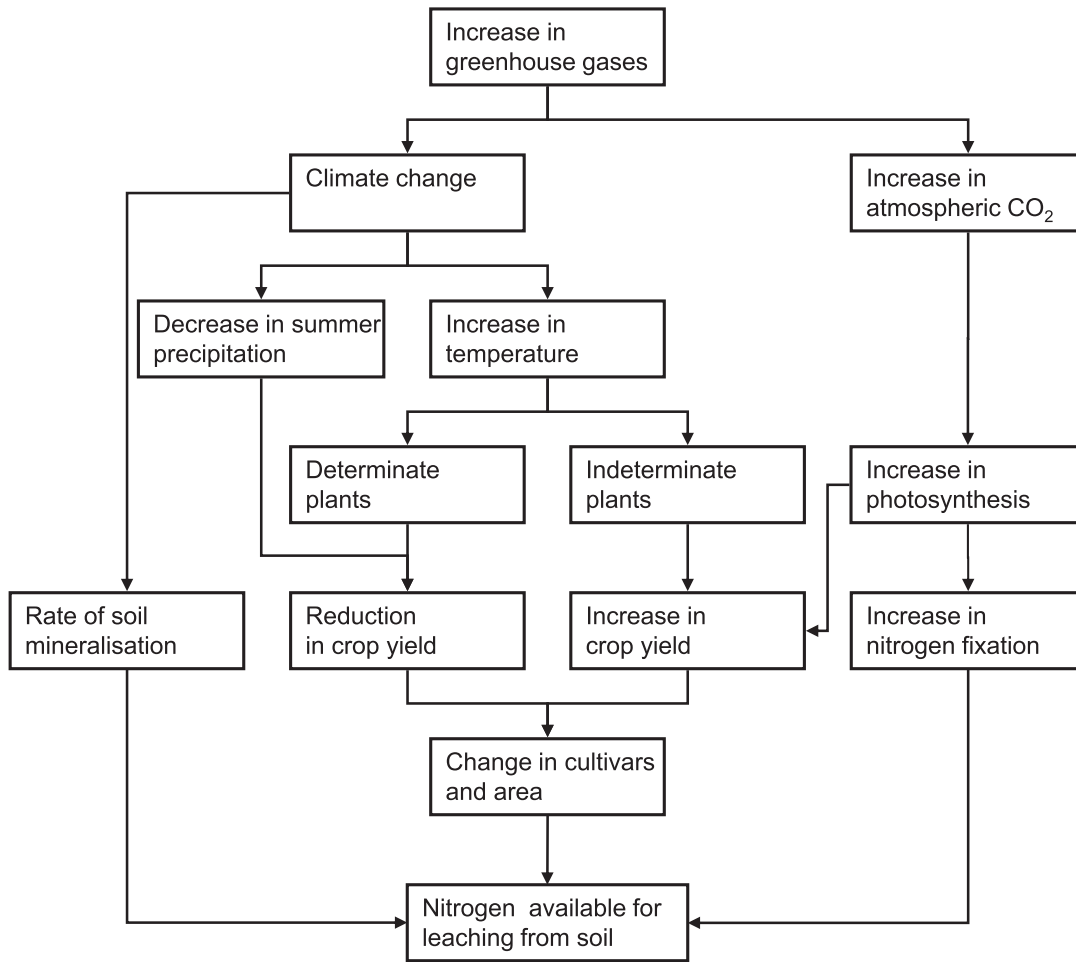 Increase in
greenhouse gases
Climate change
Increase in
atmospheric CO₂
Decrease in summer
precipitation
Increase in
temperature
Determinate
plants
Indeterminate
plants
Increase in
photosynthesis
Rate of soil
mineralisation
Reduction
in crop yield
Increase in
crop yield
Increase in
nitrogen fixation
Change in cultivars
and area
Nitrogen  available for
leaching from soil